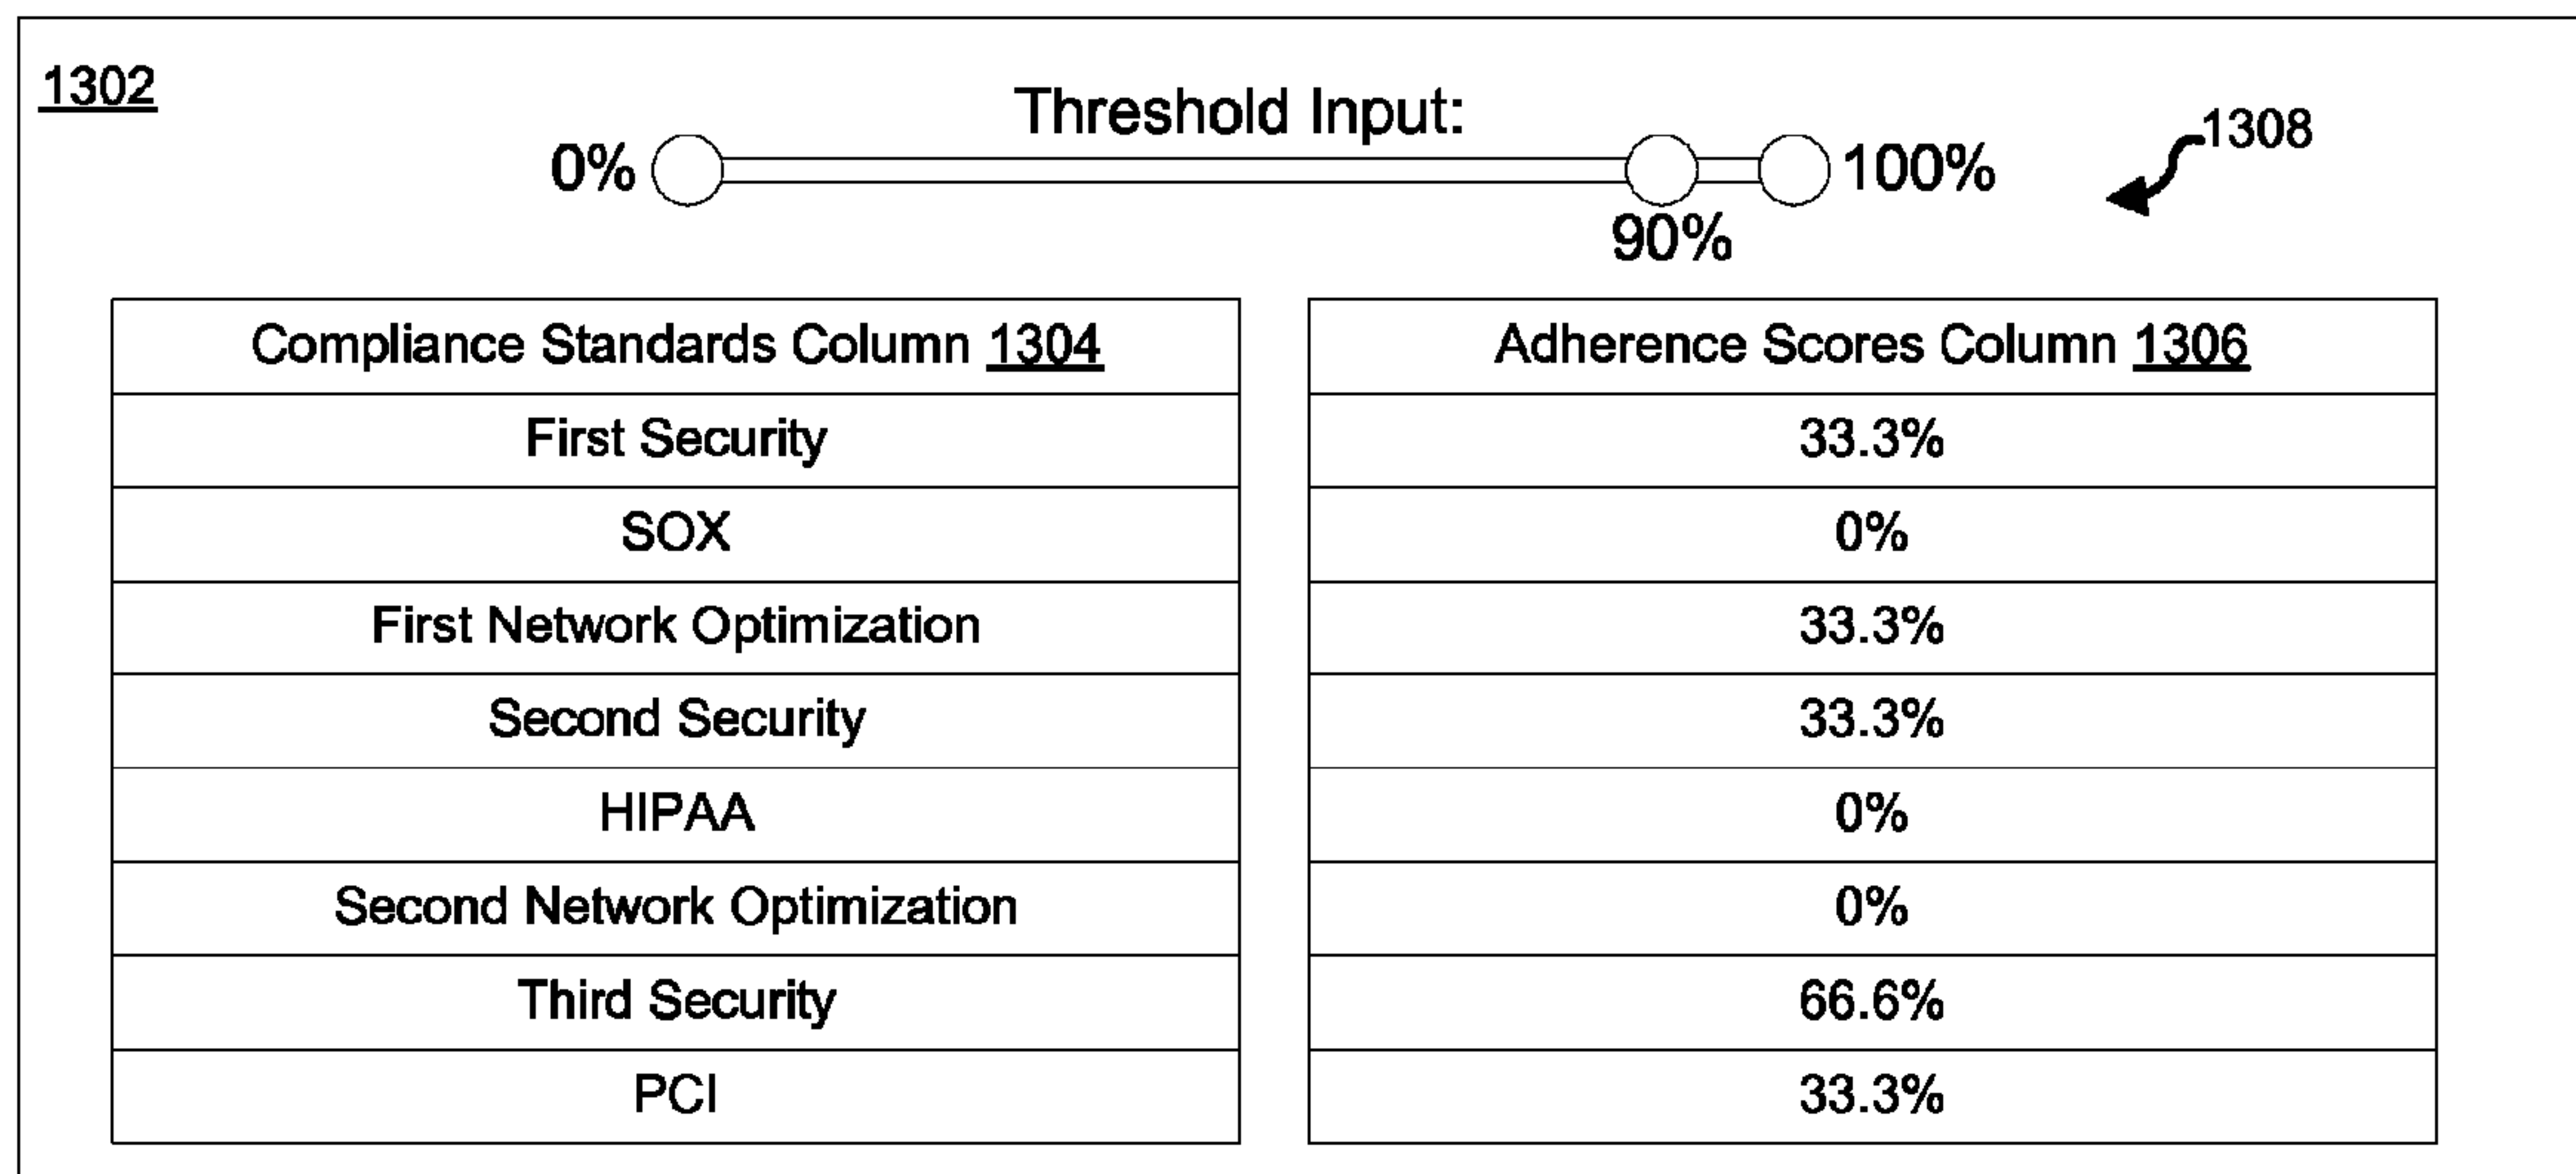 1302
Threshold Input:
1308
0%
100%
90%
Compliance Standards Column 1304
Adherence Scores Column 1306
First Security
33.3%
SOX
0%
First Network Optimization
33.3%
Second Security
33.3%
HIPAA
0%
Second Network Optimization
0%
Third Security
66.6%
PCI
33.3%